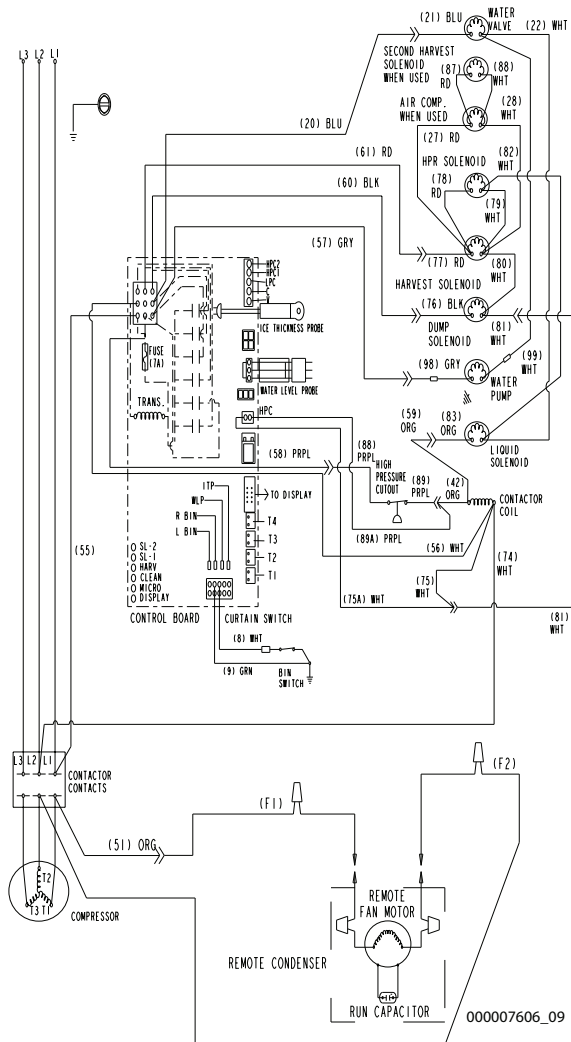 (21) BLU
WATER
VALVE
(22) WHT
SECOND HARVEST
SOLENOID
WHEN USED
(87)
RD
(88)
WHT
L3 L2 L1
AIR COMP.
WHEN USED
(28)
WHT
(20) BLU
(27) RD
(82)
WHT
(61) RD
HPR SOLENOID
(78)
RD
(60) BLK
(79)
WHT
(57) GRY
(77) RD
(80)
WHT
HPC2
HPC1
LPC
HARVEST SOLENOID
(76) BLK
DUMP
SOLENOID
(81)
WHT
ICE THICKNESS PROBE
FUSE
(7A)
(98) GRY
(99)
WHT
WATER LEVEL PROBE
WATER
PUMP
TRANS.
HPC
(59)
ORG
(83)
ORG
(88)
PRPL
LIQUID
SOLENOID
(58) PRPL
HIGH
PRESSURE
CUTOUT
(89)
PRPL
(42)
ORG
ITP
WLP
R BIN
L BIN
TO DISPLAY
CONTACTOR
COIL
T4
T3
T2
T1
(89A) PRPL
(56) WHT
(74)
WHT
(55)
SL-2
SL-1
HARV
CLEAN
MICRO
DISPLAY
(75)
WHT
(75A) WHT
(81)
WHT
CONTROL BOARD
CURTAIN SWITCH
(8) WHT
(9) GRN
BIN
SWITCH
L3 L2 L1
CONTACTOR
CONTACTS
(F2)
(F1)
(51) ORG
T2
T3 T1
COMPRESSOR
REMOTE
FAN MOTOR
REMOTE CONDENSER
RUN CAPACITOR
000007606_09